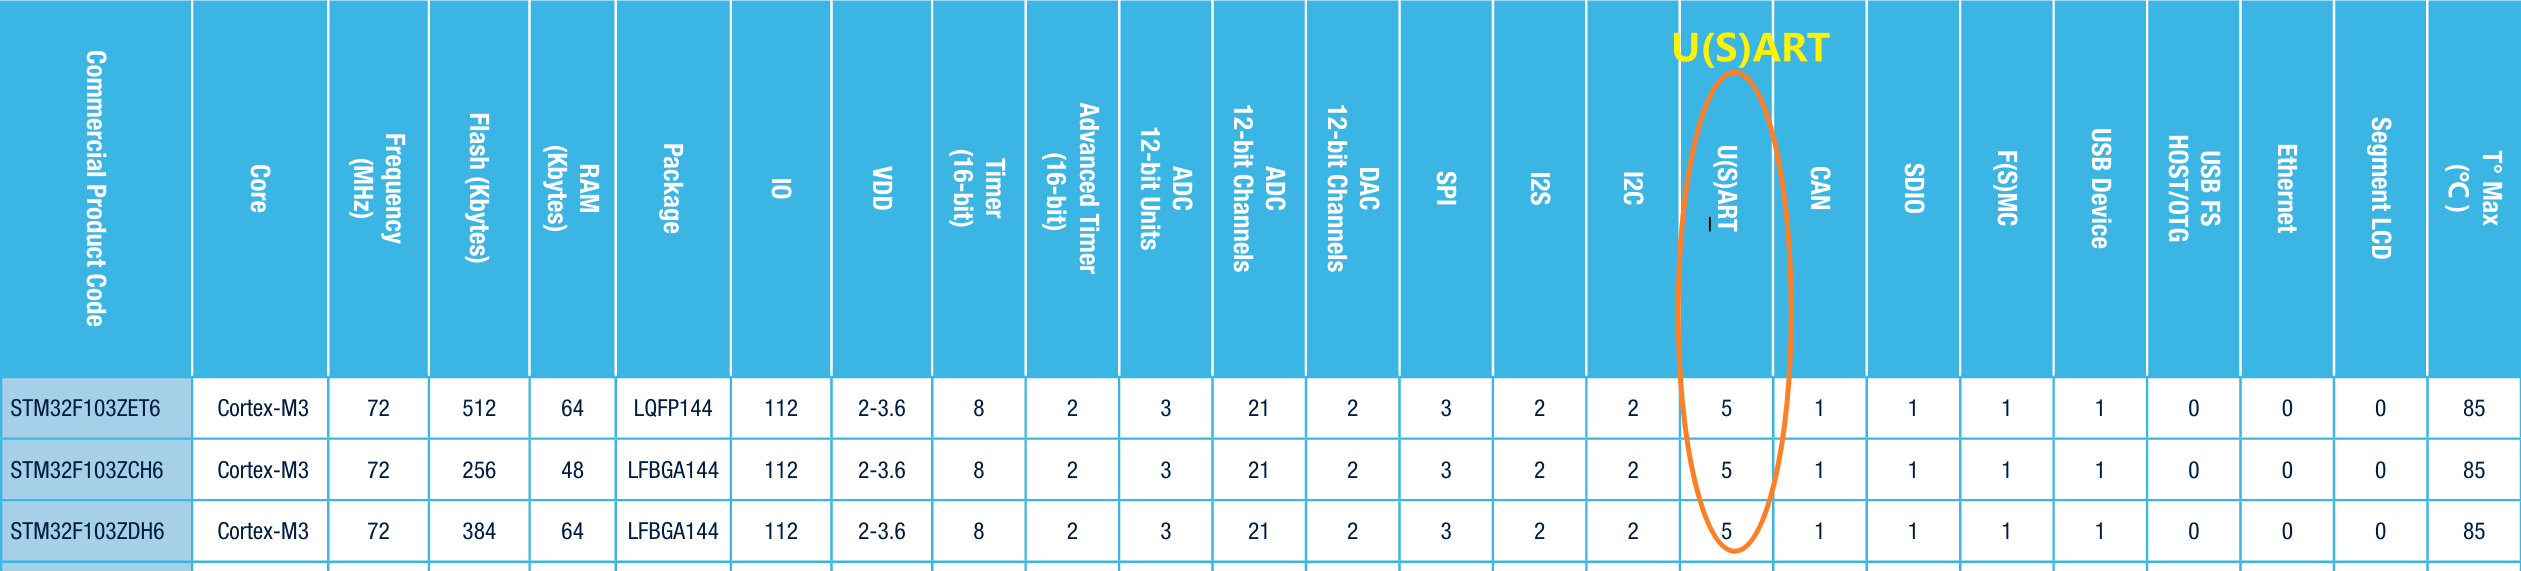 U(S)ART
Commercial Product Code
Core
Frequency
(MHz)
Flash (Kbytes)
RAM
(Kbytes)
Package
IO
VDD
Timer
(16-bit)
Advanced Timer
(16-bit)
ADC
12-bit Units
ADC
12-bit Channels
DAC
12-bit Channels
SPI
I2S
I2C
U(S)ART
CAN
SDIO
F(S)MC
USB Device
USB FS
HOST/OTG
Ethernet
Segment LCD
T° Max
(°C )
STM32F103ZET6 Cortex-M3 72 512 64 LQFP144 112 2-3.6 8 2 3 21 2 3 2 2 5 1 1 1 1 0 0 0 85
STM32F103ZCH6 Cortex-M3 72 256 48 LFBGA144 112 2-3.6 8 2 3 21 2 3 2 2 5 1 1 1 1 0 0 0 85
STM32F103ZDH6 Cortex-M3 72 384 64 LFBGA144 112 2-3.6 8 2 3 21 2 3 2 2 5 1 1 1 1 0 0 0 85